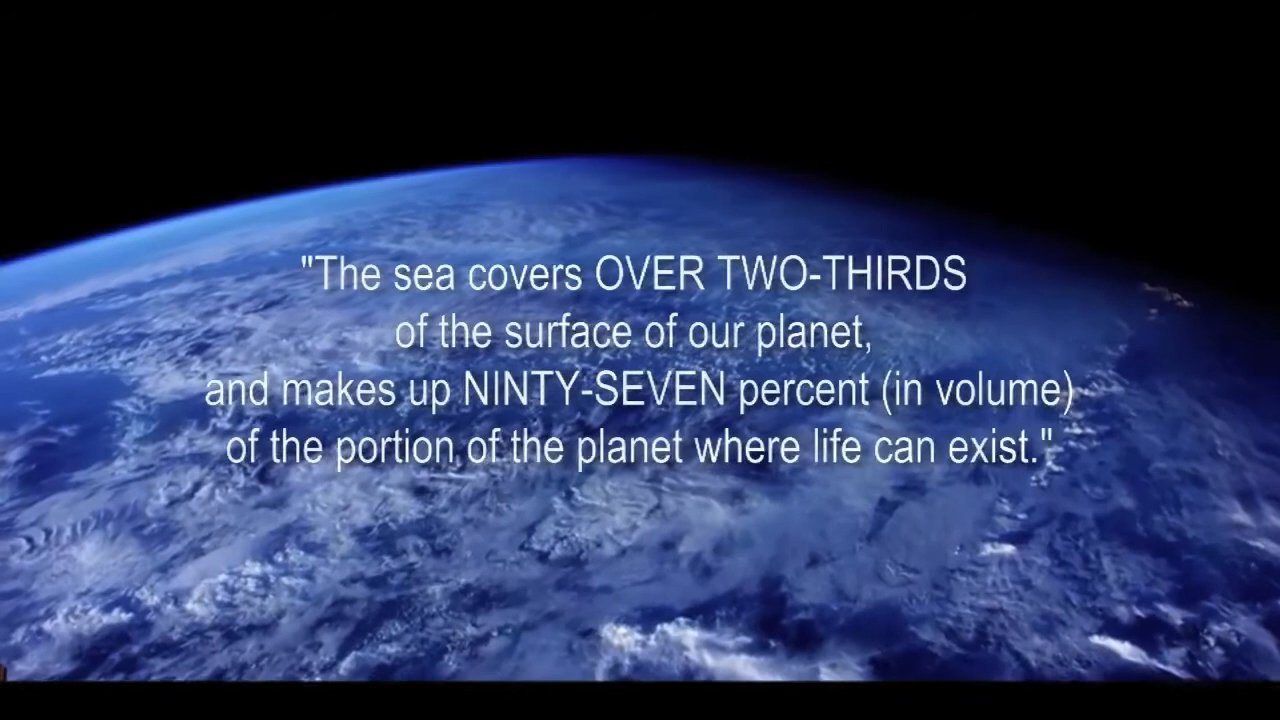 "The sea covers OVER TWO-THIRDS
of the surface of our planet,
and makes up NINTY-SEVEN percent (in volume)
of the portion of the planet where life can exist."